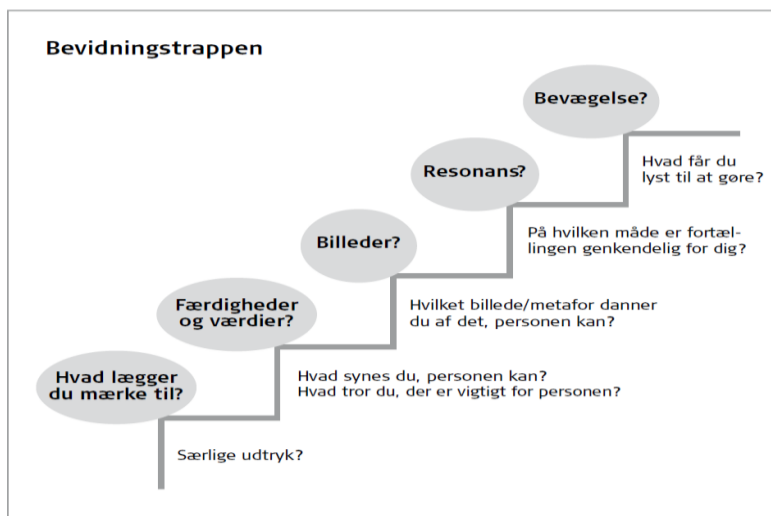 Bevidningstrappen
Bevægelse?
Hvad får du
lyst til at gøre?
Resonans?
På hvilken måde er fortæl-
lingen genkendelig for dig?
Billeder?
Hvilket billede/metafor danner
du af det, personen kan?
Færdigheder
og værdier?
Hvad synes du, personen kan?
Hvad tror du, der er vigtigt for personen?
Hvad lægger
du mærke til?
Særlige udtryk?